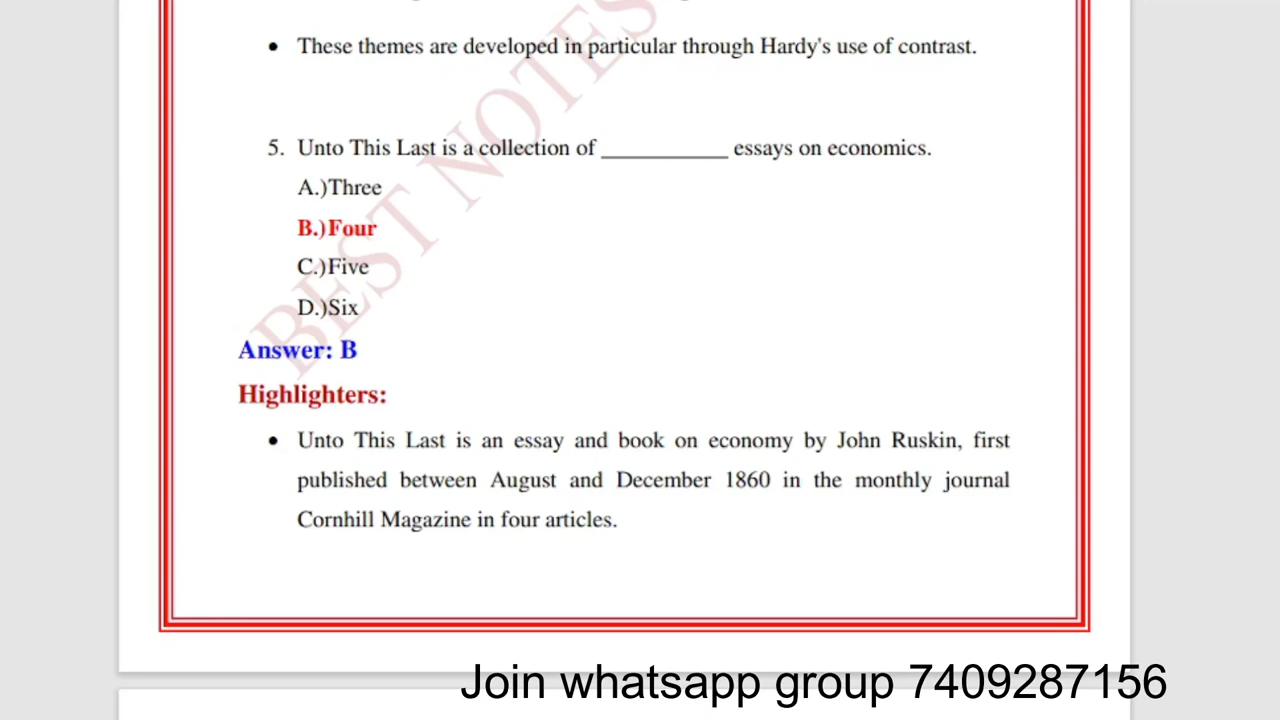 • These themes are developed in particular through Hardy's use of contrast.
5. Unto This Last is a collection of ___________ essays on economics.
A.)Three
B.)Four
C.)Five
D.)Six
Answer: B
Highlighters:
• Unto This Last is an essay and book on economy by John Ruskin, first
published between August and December 1860 in the monthly journal
Cornhill Magazine in four articles.
BEST NOTES
Join whatsapp group 7409287156